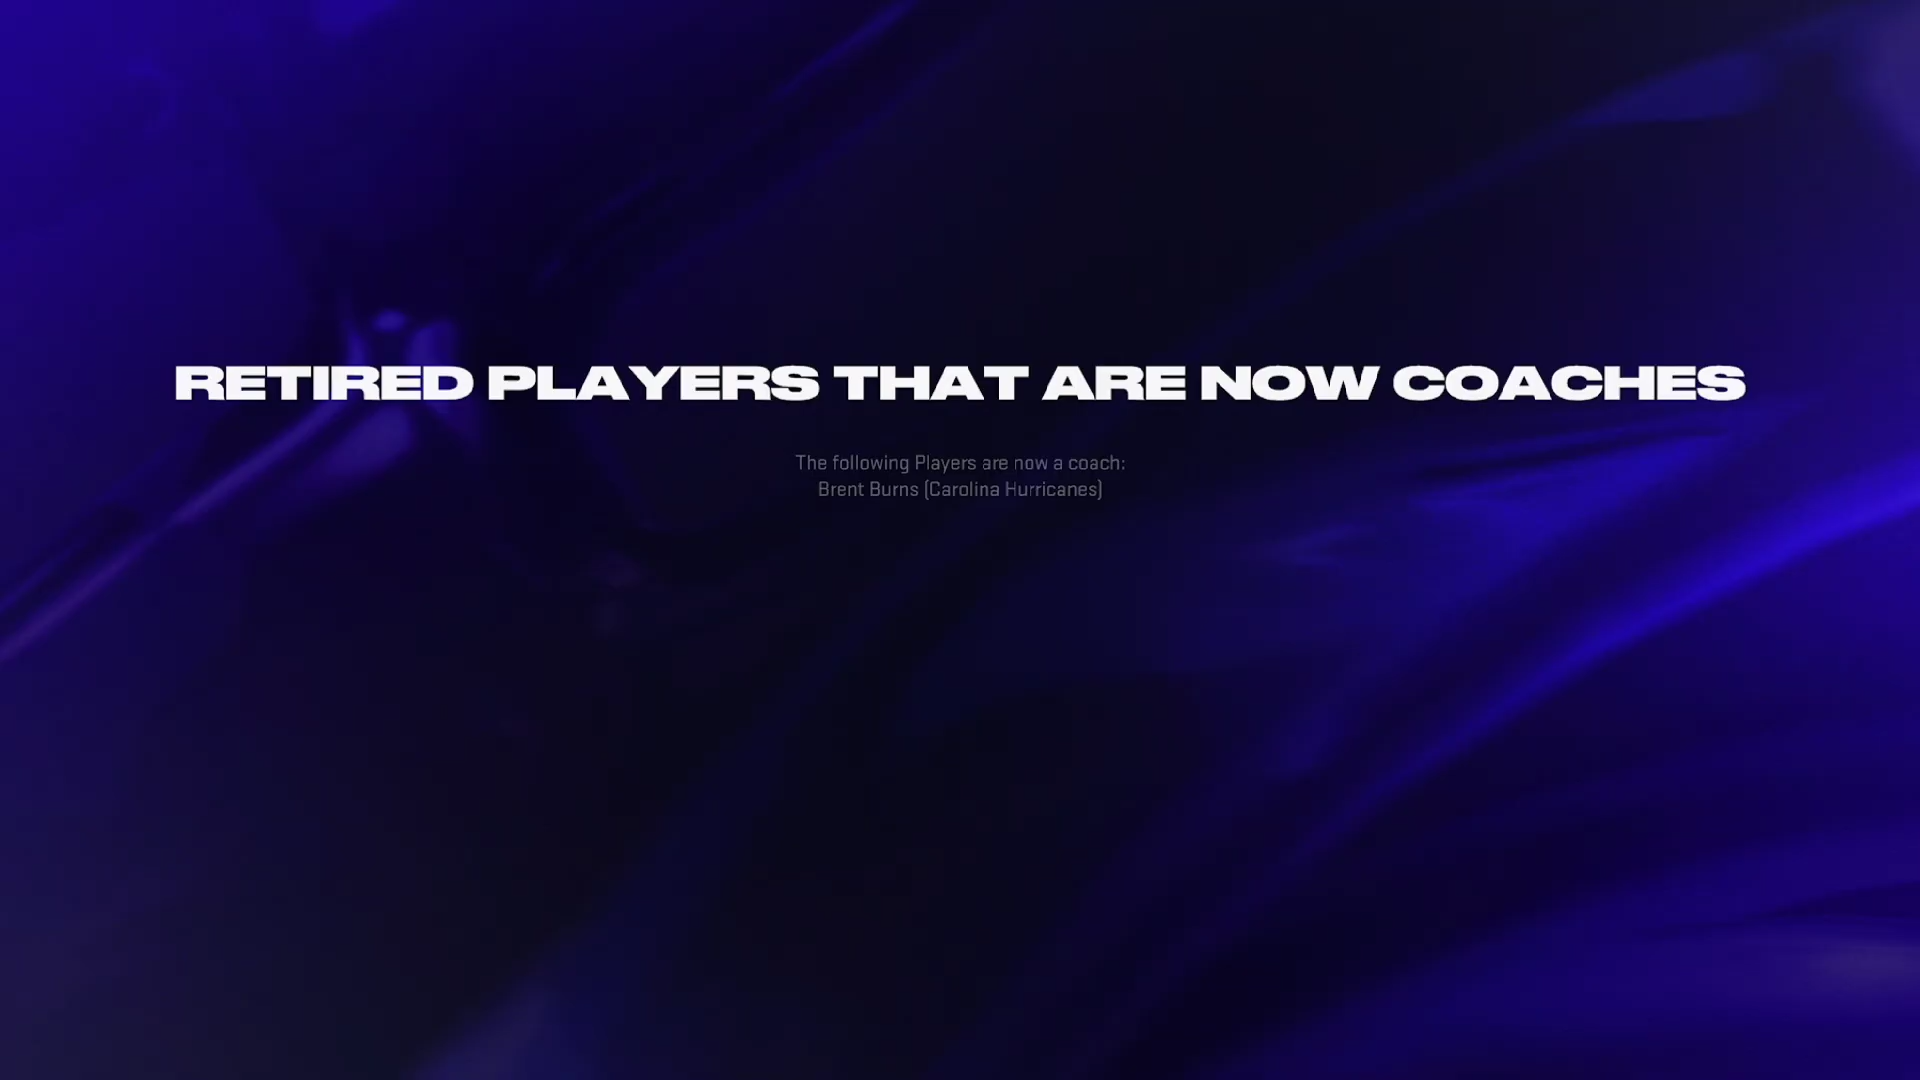 RETIRED PLAYERS THAT ARE NOW COACHES
The following Players are now a coach:
Brent Burns (Carolina Hurricanes)